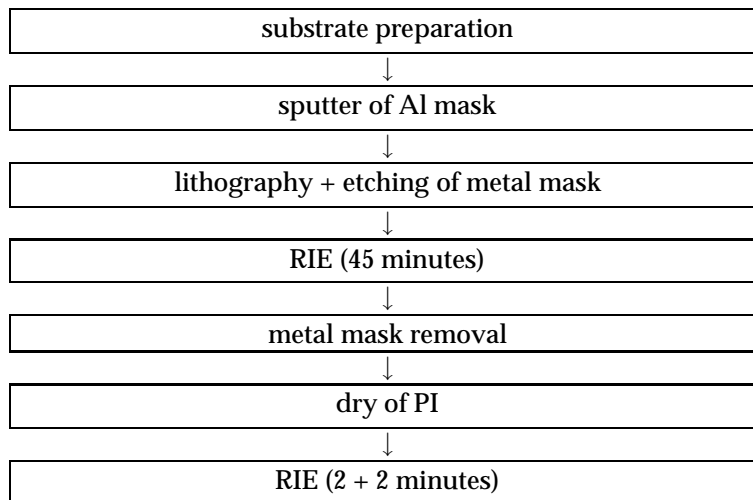 substrate preparation
↓
sputter of Al mask
↓
lithography + etching of metal mask
↓
RIE (45 minutes)
↓
metal mask removal
↓
dry of PI
↓
RIE (2 + 2 minutes)